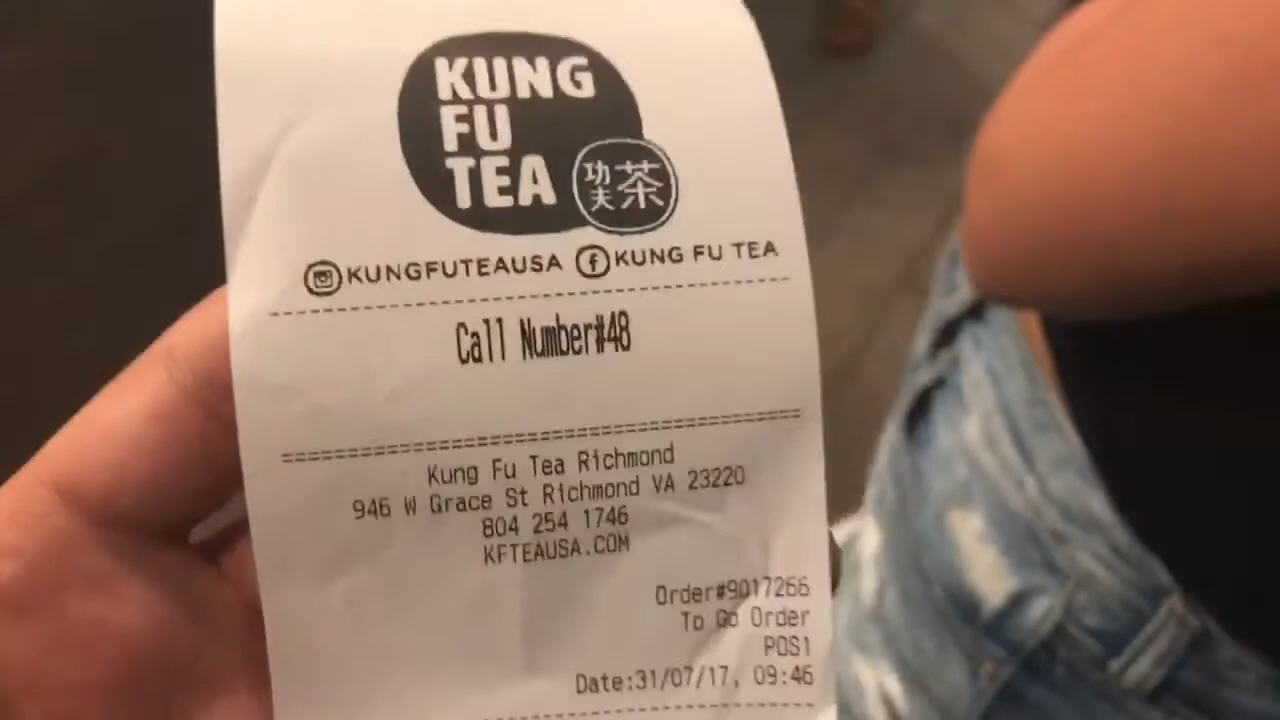 KUNG
FU
TEA
功夫茶
KUNGFUTEAUSA f KUNG FU TEA
Call Number#48
Kung Fu Tea Richmond
946 W Grace St Richmond VA 23220
804 254 1746
KFTEAUSA.COM
Order#9017266
To Go Order
POS1
Date:31/07/17, 09:46